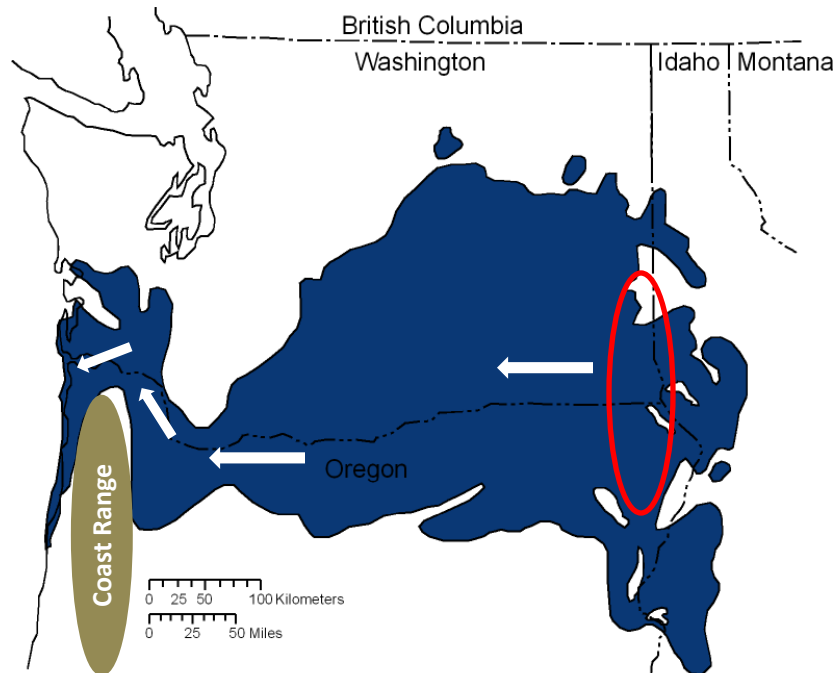 British Columbia
Washington
Idaho
Montana
Oregon
Coast Range
0 25 50 100 Kilometers
0 25 50 Miles